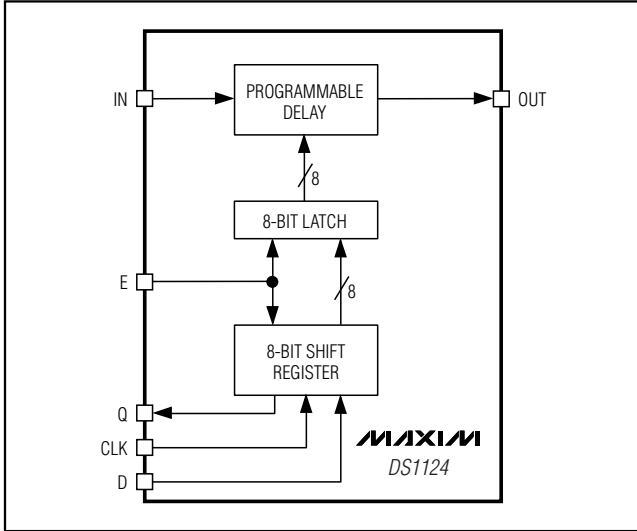 IN
PROGRAMMABLE
DELAY
OUT
8
8-BIT LATCH
E
8
8-BIT SHIFT
REGISTER
Q
CLK
D
MAXIM
DS1124